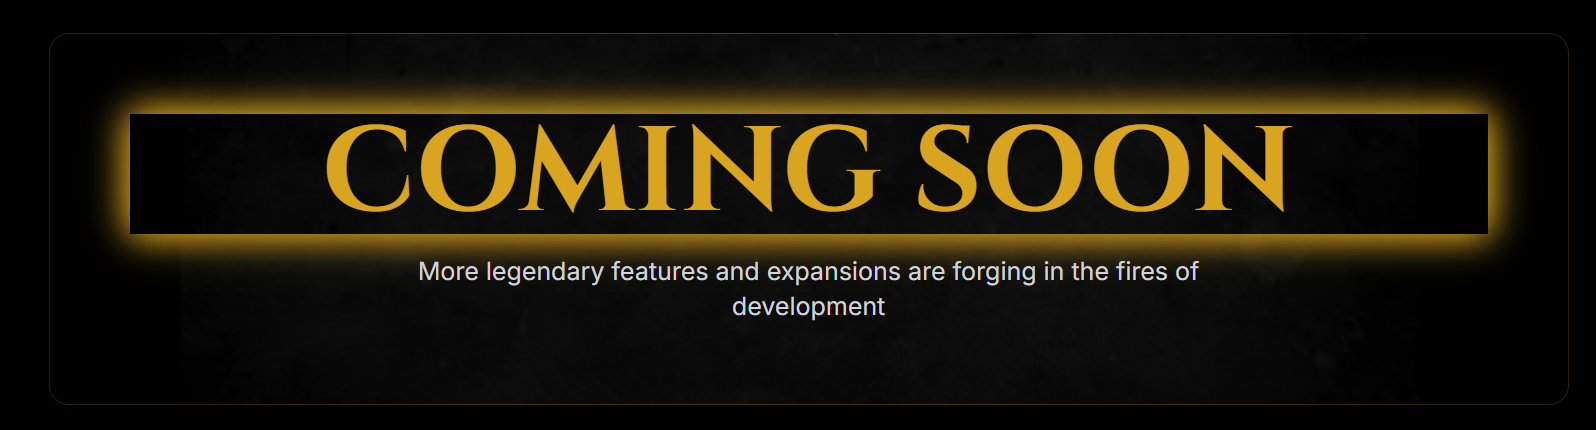 COMING SOON
More legendary features and expansions are forging in the fires of
development